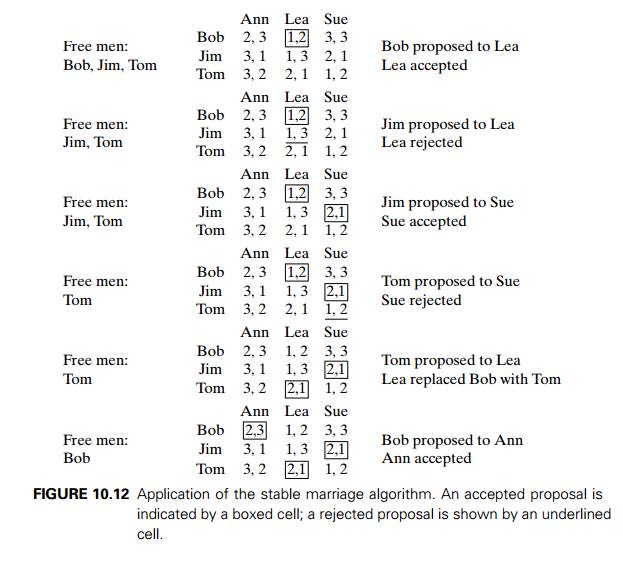 Ann Lea Sue
Free men: Bob 2, 3 1,2 3, 3 Bob proposed to Lea
Bob, Jim, Tom Jim 3, 1 1, 3 2, 1 Lea accepted
Tom 3, 2 2, 1 1, 2
Ann Lea Sue
Free men: Bob 2, 3 1,2 3, 3 Jim proposed to Lea
Jim, Tom Jim 3, 1 1, 3 2, 1 Lea rejected
Tom 3, 2 2, 1 1, 2
Ann Lea Sue
Free men: Bob 2, 3 1,2 3, 3 Jim proposed to Sue
Jim, Tom Jim 3, 1 1, 3 2,1 Sue accepted
Tom 3, 2 2, 1 1, 2
Ann Lea Sue
Free men: Bob 2, 3 1,2 3, 3 Tom proposed to Sue
Tom Jim 3, 1 1, 3 2,1 Sue rejected
Tom 3, 2 2, 1 1, 2
Ann Lea Sue
Free men: Bob 2, 3 1, 2 3, 3 Tom proposed to Lea
Tom Jim 3, 1 1, 3 2,1 Lea replaced Bob with Tom
Tom 3, 2 2,1 1, 2
Ann Lea Sue
Free men: Bob 2,3 1, 2 3, 3 Bob proposed to Ann
Bob Jim 3, 1 1, 3 2,1 Ann accepted
Tom 3, 2 2,1 1, 2
FIGURE 10.12 Application of the stable marriage algorithm. An accepted proposal is
indicated by a boxed cell; a rejected proposal is shown by an underlined
cell.